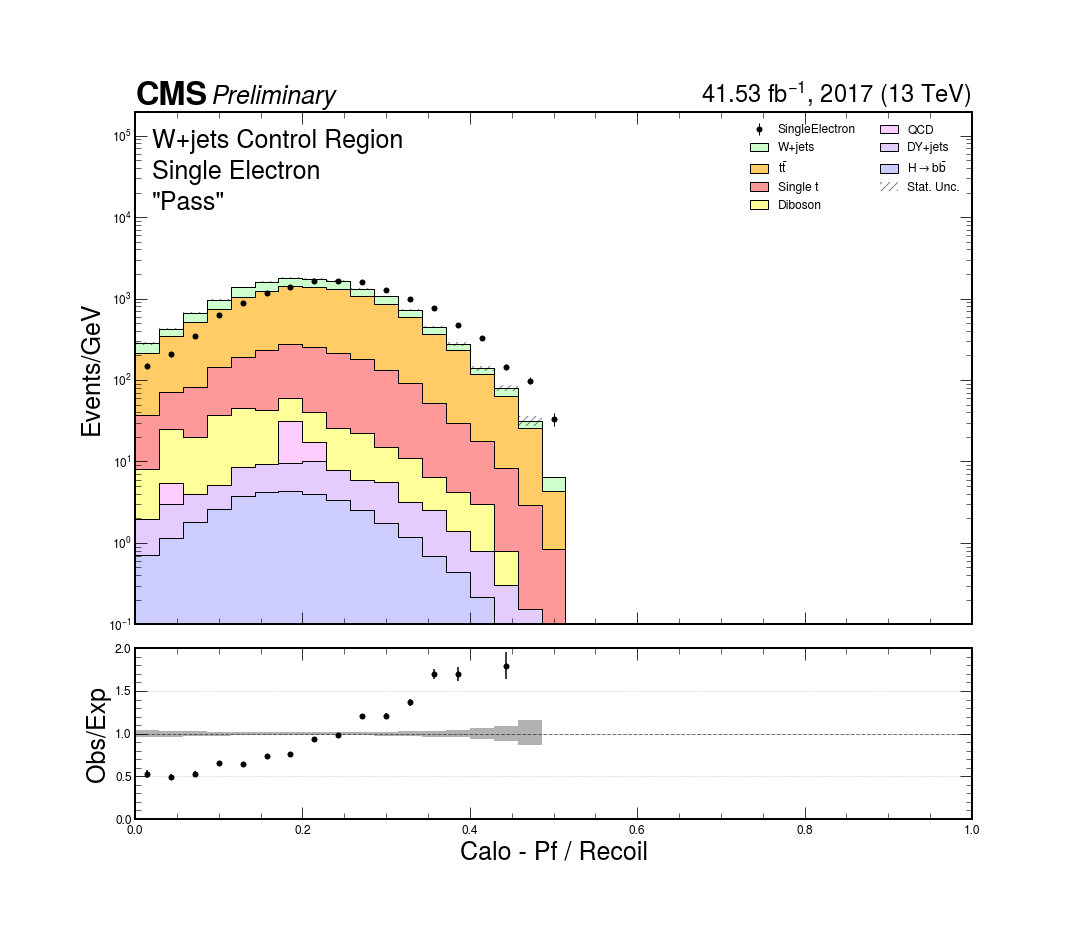 CMS Preliminary
41.53 fb⁻¹, 2017 (13 TeV)
W+jets Control Region
Single Electron
"Pass"
SingleElectron
W+jets
tt̄
Single t
Diboson
QCD
DY+jets
H→bb̄
Stat. Unc.
Events/GeV
10⁵
10⁴
10³
10²
10¹
10⁰
10⁻¹
Obs/Exp
2.0
1.5
1.0
0.5
0.0
0.0 0.2 0.4 0.6 0.8 1.0
Calo - Pf / Recoil